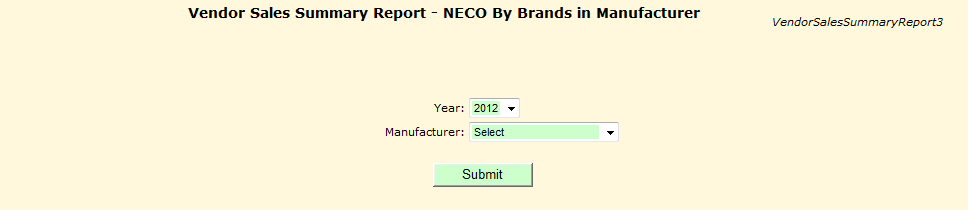 Vendor Sales Summary Report - NECO By Brands in Manufacturer
VendorSalesSummaryReport3
Year: 2012
Manufacturer: Select
Submit